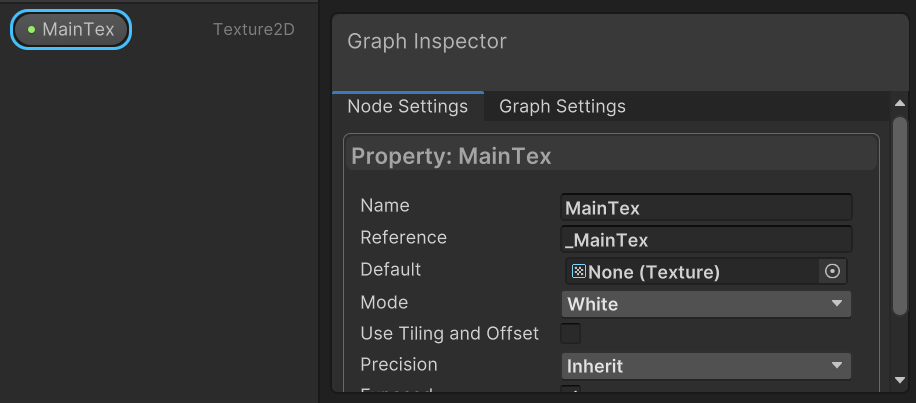 MainTex Texture2D
Graph Inspector
Node Settings Graph Settings
Property: MainTex
Name MainTex
Reference _MainTex
Default None (Texture)
Mode White
Use Tiling and Offset
Precision Inherit
Exposed